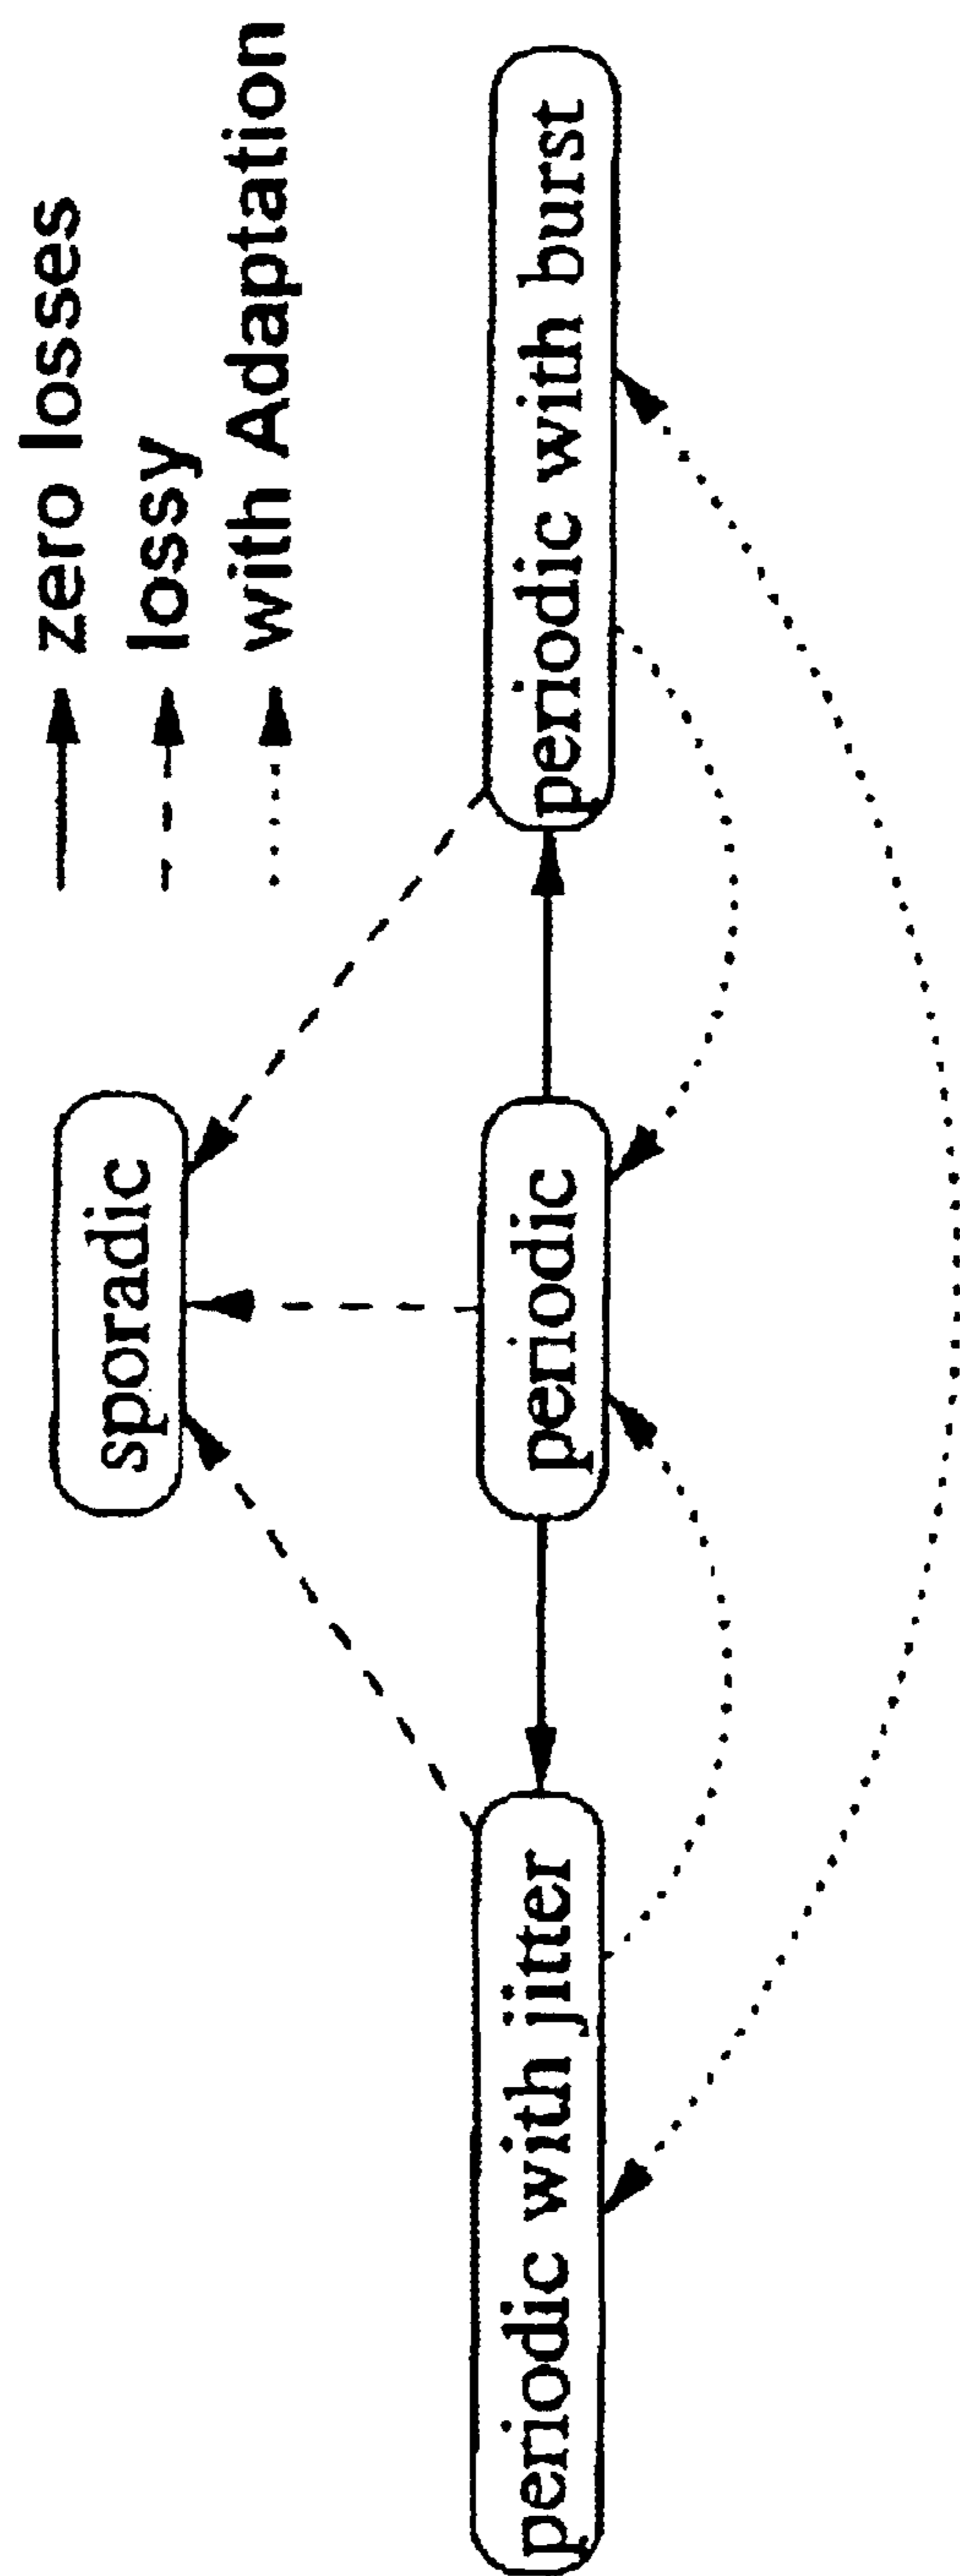 zero losses
lossy
with Adaptation
sporadic
periodic with jitter
periodic
periodic with burst